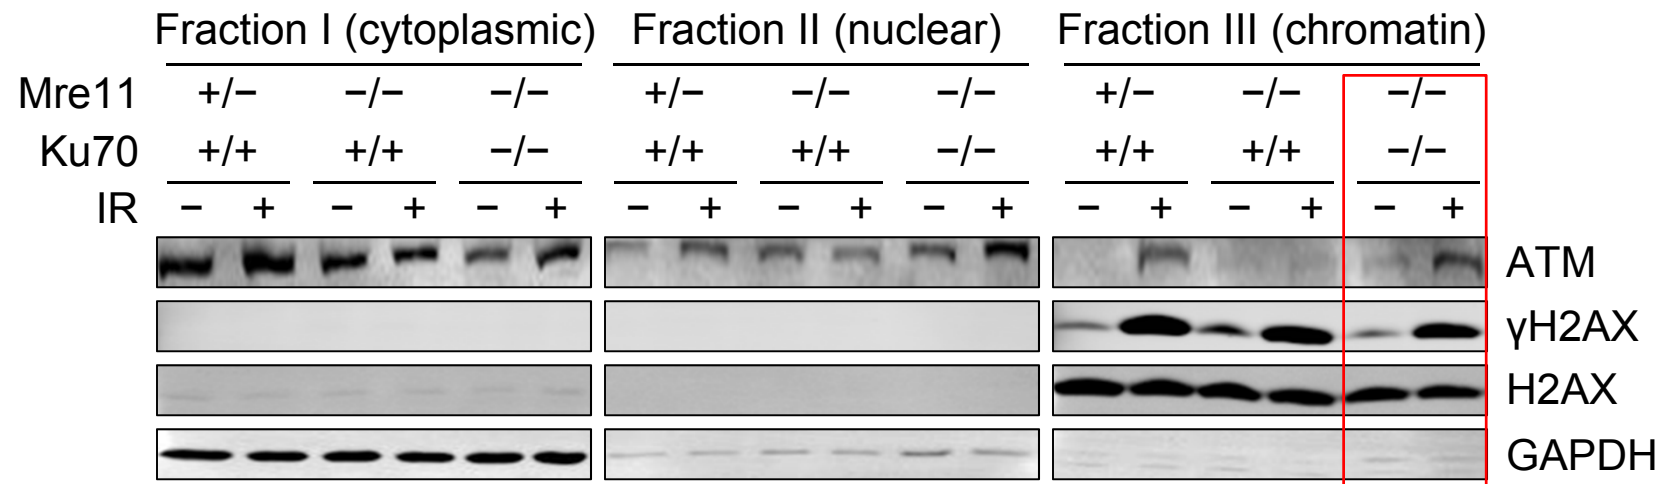 Fraction I (cytoplasmic) Fraction II (nuclear) Fraction III (chromatin)
Mre11 +/− −/− −/− +/− −/− −/− +/− −/− −/−
Ku70 +/+ +/+ −/− +/+ +/+ −/− +/+ +/+ −/−
IR − + − + − + − + − + − + − + − + − +
ATM
γH2AX
H2AX
GAPDH